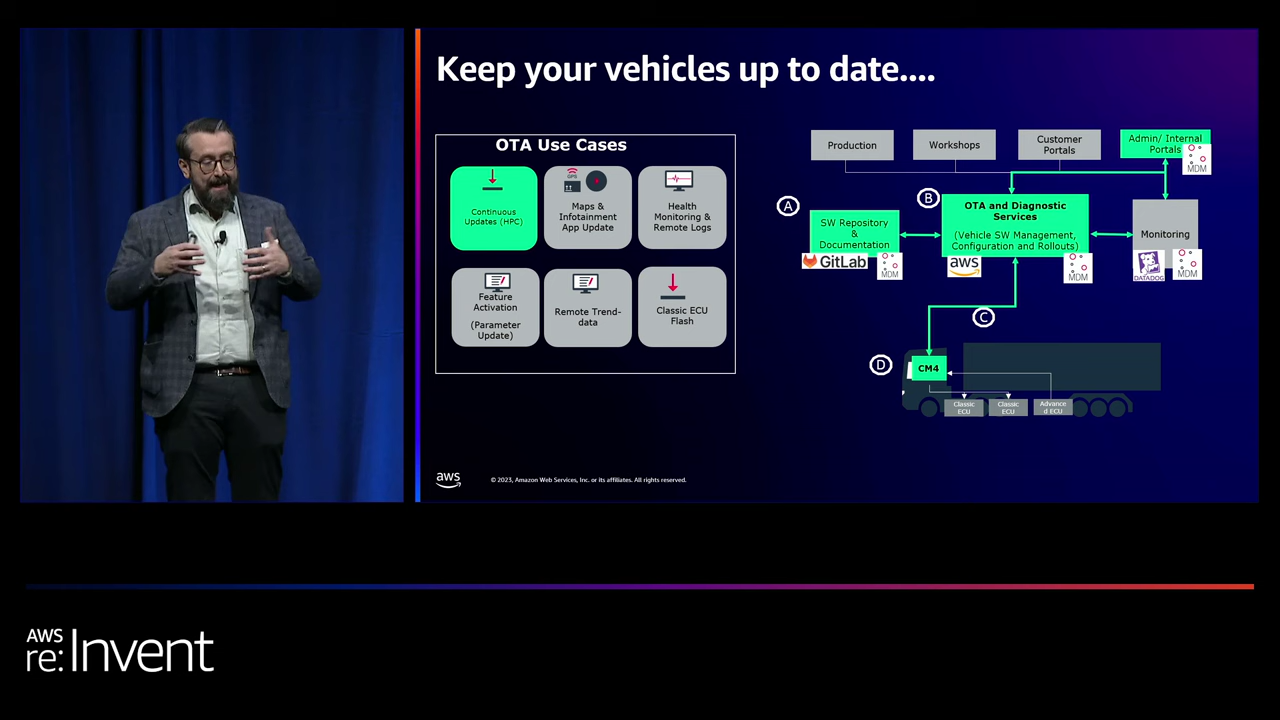 Keep your vehicles up to date....
OTA Use Cases
Continuous
Updates (HPC)
GPS
Maps &
Infotainment
App Update
Health
Monitoring &
Remote Logs
Feature
Activation
(Parameter
Update)
Remote Trend-
data
Classic ECU
Flash
Production
Workshops
Customer
Portals
Admin/ Internal
Portals
MDM
A
SW Repository
&
Documentation
GitLab
MDM
B
OTA and Diagnostic
Services
(Vehicle SW Management,
Configuration and Rollouts)
aws
MDM
Monitoring
DATADOG
MDM
C
D
CM4
Classic
ECU
Classic
ECU
Advance
d ECU
aws
© 2023, Amazon Web Services, Inc. or its affiliates. All rights reserved.
AWS
re:Invent